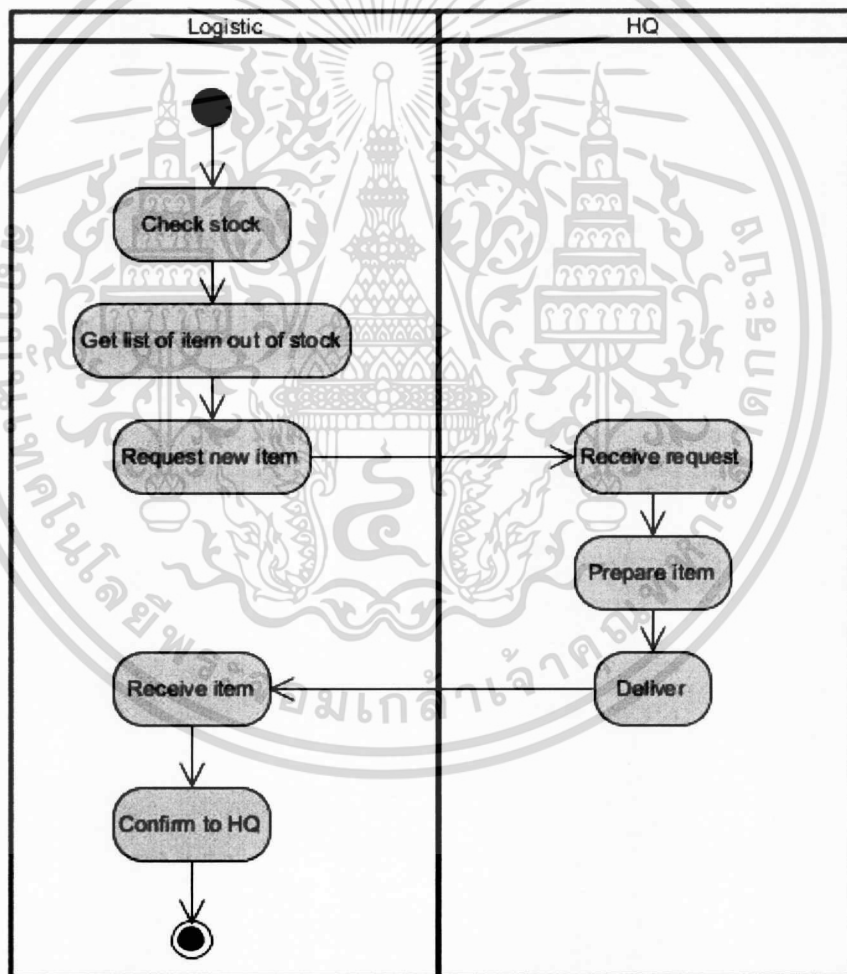 Logistic
HQ
Check stock
Get list of item out of stock
Request new item
Receive request
Prepare item
Deliver
Receive item
Confirm to HQ